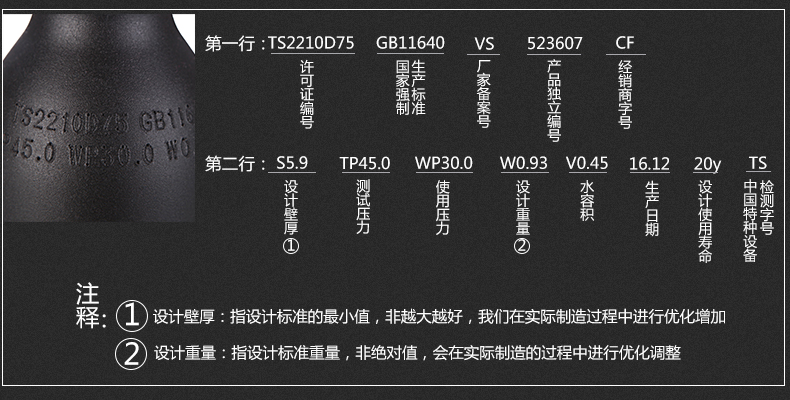 TS2210D75 GB116
P45.0 WP30.0 W0.
第一行：TS2210D75 GB11640 VS 523607 CF
许可证编号
国家强制
生产标准
厂家备案号
产品独立编号
经销商字号
第二行：S5.9 TP45.0 WP30.0 W0.93 V0.45 16.12 20y TS
设计壁厚①
测试压力
使用压力
设计重量②
水容积
生产日期
设计使用寿命
中国特种设备
检测字号
注释：
① 设计壁厚：指设计标准的最小值，非越大越好，我们在实际制造过程中进行优化增加
② 设计重量：指设计标准重量，非绝对值，会在实际制造的过程中进行优化调整